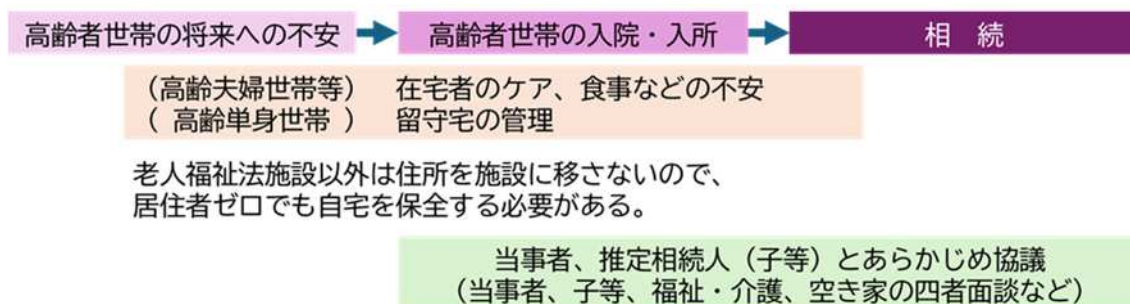 高齢者世帯の将来への不安
高齢者世帯の入院・入所
相　続
（高齢夫婦世帯等）　在宅者のケア、食事などの不安
（ 高齢単身世帯 ）　留守宅の管理
老人福祉法施設以外は住所を施設に移さないので、
居住者ゼロでも自宅を保全する必要がある。
当事者、推定相続人（子等）とあらかじめ協議
（当事者、子等、福祉・介護、空き家の四者面談など）